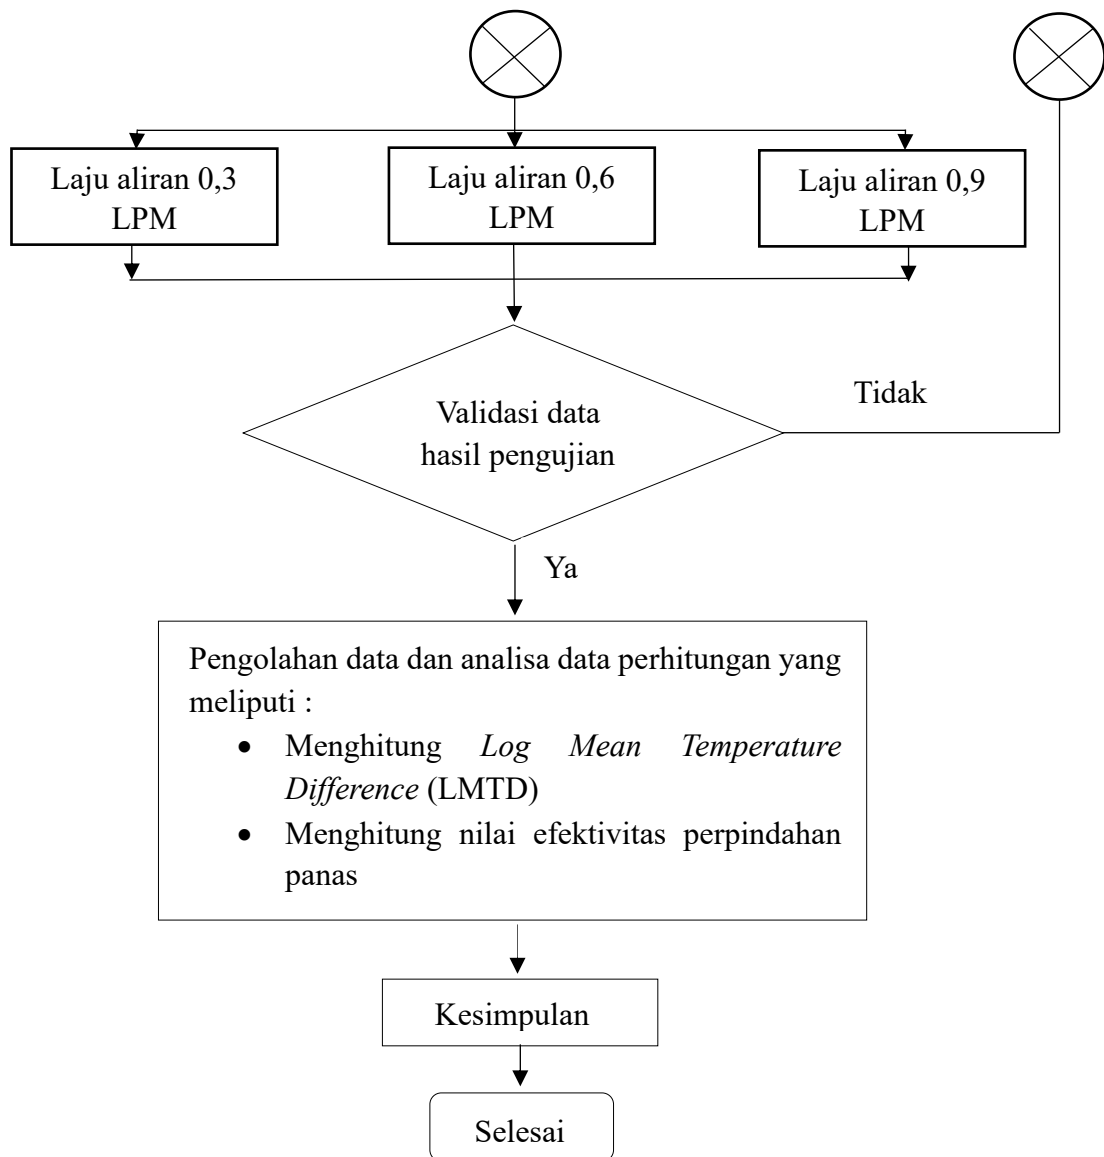 Laju aliran 0,3
LPM
Laju aliran 0,6
LPM
Laju aliran 0,9
LPM
Validasi data
hasil pengujian
Tidak
Ya
Pengolahan data dan analisa data perhitungan yang
meliputi :
• Menghitung Log Mean Temperature
Difference (LMTD)
• Menghitung nilai efektivitas perpindahan
panas
Kesimpulan
Selesai